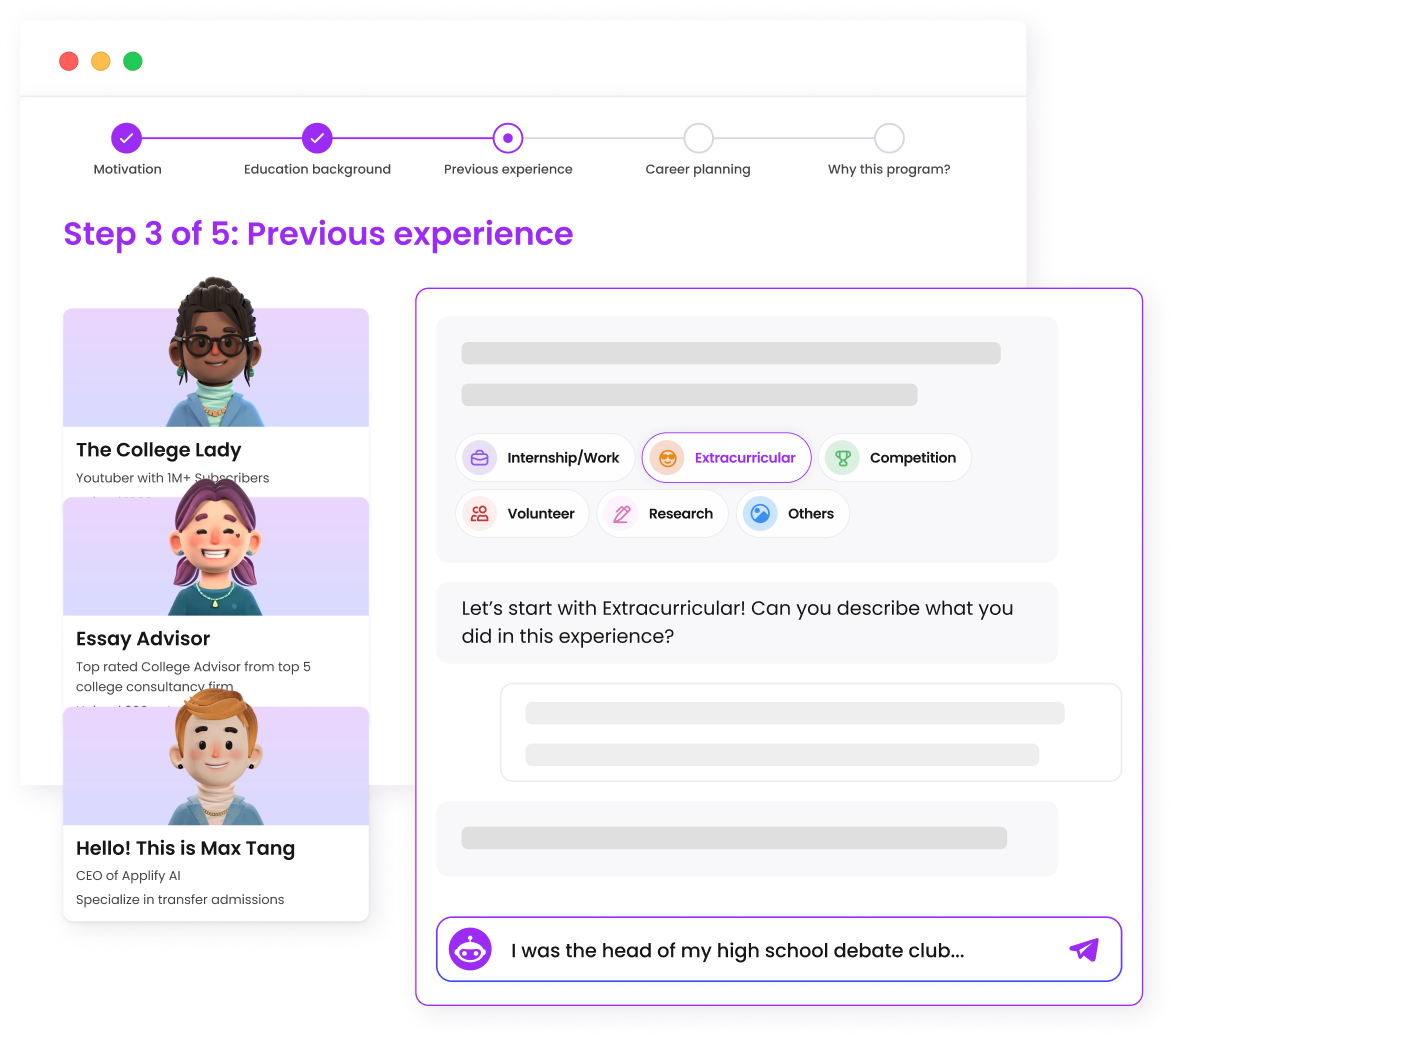 Motivation
Education background
Previous experience
Career planning
Why this program?
Step 3 of 5: Previous experience
The College Lady
Youtuber with 1M+ Subscribers
Essay Advisor
Top rated College Advisor from top 5
college consultancy firm
Hello! This is Max Tang
CEO of Applify AI
Specialize in transfer admissions
Internship/Work
Extracurricular
Competition
Volunteer
Research
Others
Let’s start with Extracurricular! Can you describe what you
did in this experience?
I was the head of my high school debate club...